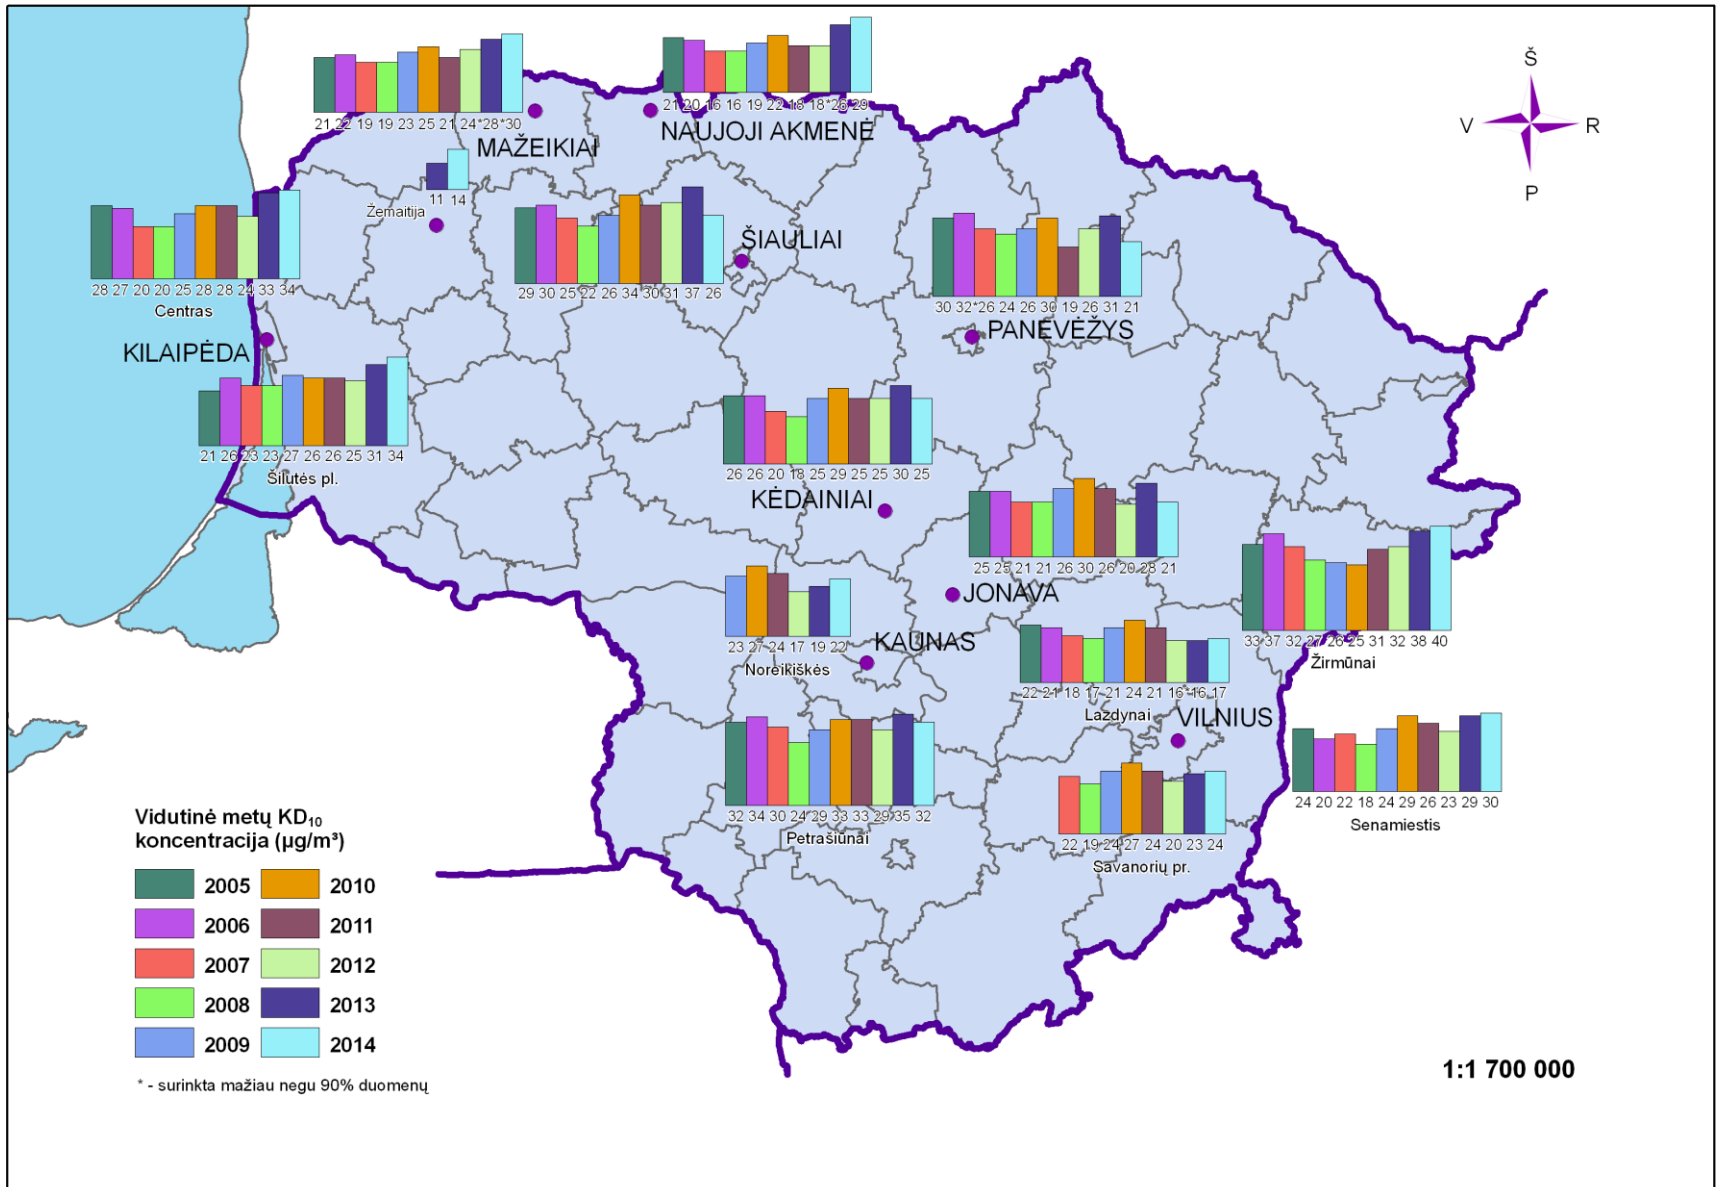 Š
V
R
P
21 22 19 19 23 25 21 24 *28 *30
MAŽEIKIAI
21 20 16 16 19 22 18 18 *26 29
NAUJOJI AKMENĖ
11 14
Žemaitija
28 27 20 20 25 28 28 24 33 34
Centras
KILAIPĖDA
29 30 25 22 26 34 30 31 37 26
ŠIAULIAI
30 32 *26 24 26 30 19 26 31 21
PANEVĖŽYS
21 26 23 23 27 26 26 25 31 34
Šilutės pl.
26 26 20 18 25 29 25 25 30 25
KĖDAINIAI
25 25 21 21 26 30 26 20 28 21
JONAVA
33 37 32 27 *26 25 31 32 38 40
Žirmūnai
23 27 24 17 19 22
Noreikiškės
KAUNAS
22 21 18 17 21 24 21 16 *16 17
Lazdynai
VILNIUS
32 34 30 24 29 33 33 29 35 32
Petrašiūnai
22 19 24 27 24 20 23 24
Savanorių pr.
24 20 22 18 24 29 26 23 29 30
Senamiestis
Vidutinė metų KD₁₀
koncentracija (µg/m³)
2005 2010
2006 2011
2007 2012
2008 2013
2009 2014
* - surinkta mažiau negu 90% duomenų
1:1 700 000